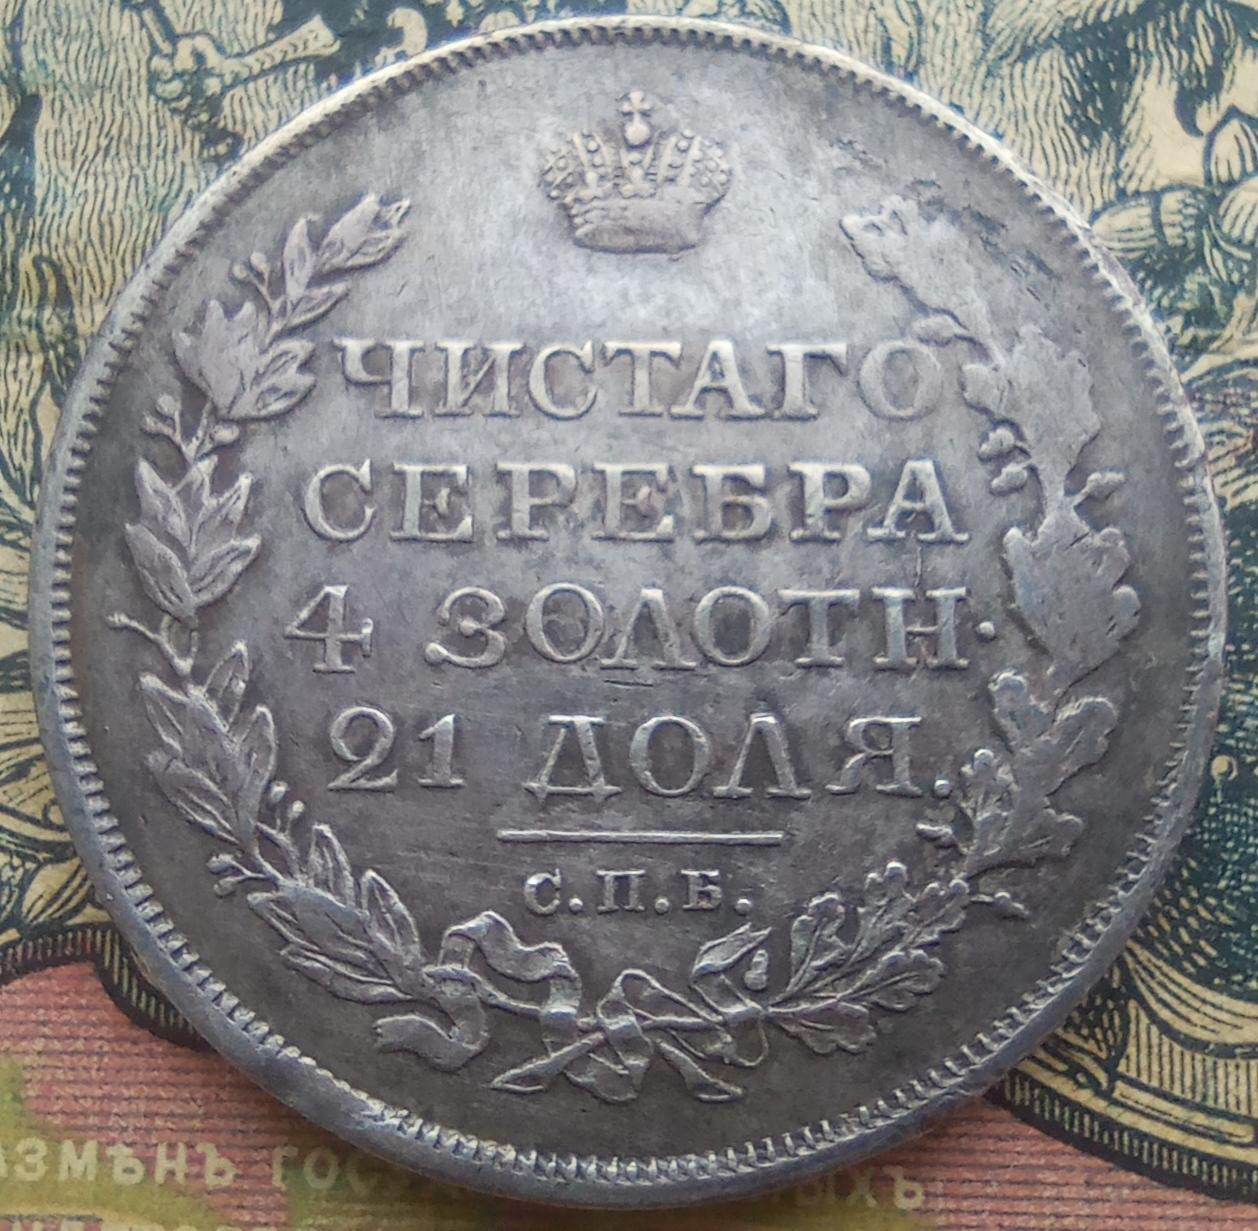 ЧИСТАГО
СЕРЕБРА
4 ЗОЛОТН.
21 ДОЛЯ.
С.П.Б.